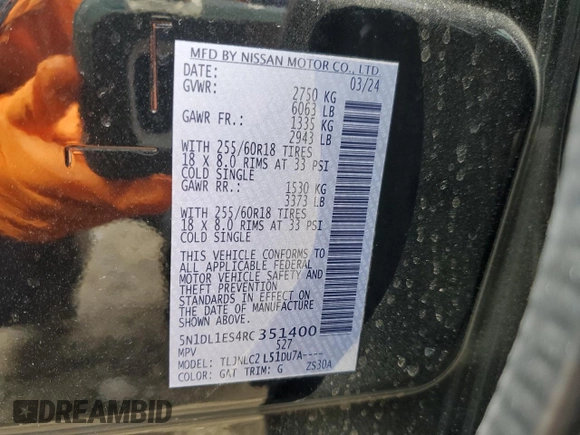 MFD BY NISSAN MOTOR CO., LTD
DATE: 03/24
GVWR: 2750 KG
6063 LB
GAWR FR.: 1335 KG
2943 LB
WITH 255/60R18 TIRES
18 X 8.0 RIMS AT 33 PSI
COLD SINGLE
GAWR RR.: 1530 KG
3373 LB
WITH 255/60R18 TIRES
18 X 8.0 RIMS AT 33 PSI
COLD SINGLE
THIS VEHICLE CONFORMS TO
ALL APPLICABLE FEDERAL
MOTOR VEHICLE SAFETY AND
THEFT PREVENTION
STANDARDS IN EFFECT ON
THE DATE OF MANUFACTURE.
5N1DL1ES4RC351400
MPV 527
MODEL: TLJNLC2 L51DU7A----
COLOR: GAT TRIM: G ZS30A
DREAMBID